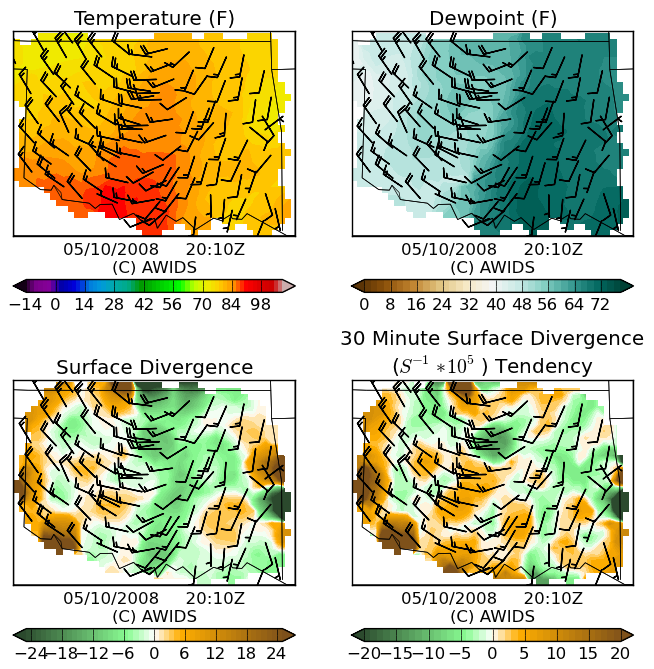 Temperature (F)
Dewpoint (F)
05/10/2008 20:10Z
(C) AWIDS
−14 0 14 28 42 56 70 84 98
05/10/2008 20:10Z
(C) AWIDS
0 8 16 24 32 40 48 56 64 72
Surface Divergence
30 Minute Surface Divergence
(S⁻¹ *10⁵ ) Tendency
05/10/2008 20:10Z
(C) AWIDS
−24 −18 −12 −6 0 6 12 18 24
05/10/2008 20:10Z
(C) AWIDS
−20 −15 −10 −5 0 5 10 15 20